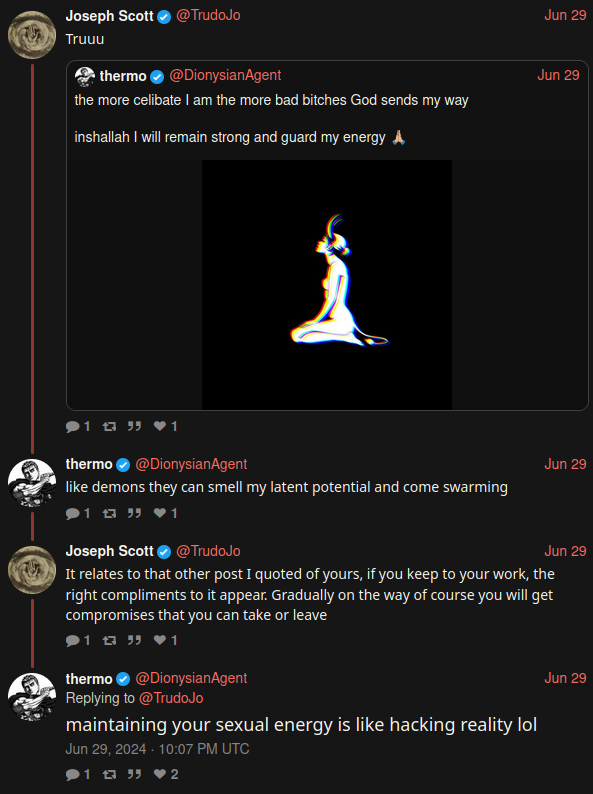 Joseph Scott @TrudoJo Jun 29
Truuu
thermo @DionysianAgent Jun 29
the more celibate I am the more bad bitches God sends my way
inshallah I will remain strong and guard my energy 🙏🏼
1 1
thermo @DionysianAgent Jun 29
like demons they can smell my latent potential and come swarming
1 1
Joseph Scott @TrudoJo Jun 29
It relates to that other post I quoted of yours, if you keep to your work, the
right compliments to it appear. Gradually on the way of course you will get
compromises that you can take or leave
1 1
thermo @DionysianAgent Jun 29
Replying to @TrudoJo
maintaining your sexual energy is like hacking reality lol
Jun 29, 2024 · 10:07 PM UTC
1 2